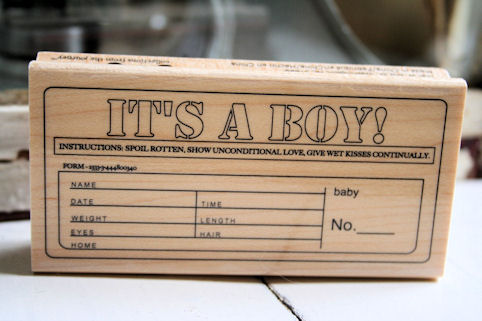 IT'S A BOY!
INSTRUCTIONS: SPOIL ROTTEN, SHOW UNCONDITIONAL LOVE, GIVE WET KISSES CONTINUALLY.
NAME
baby
DATE
TIME
WEIGHT
LENGTH
No.
EYES
HAIR
HOME